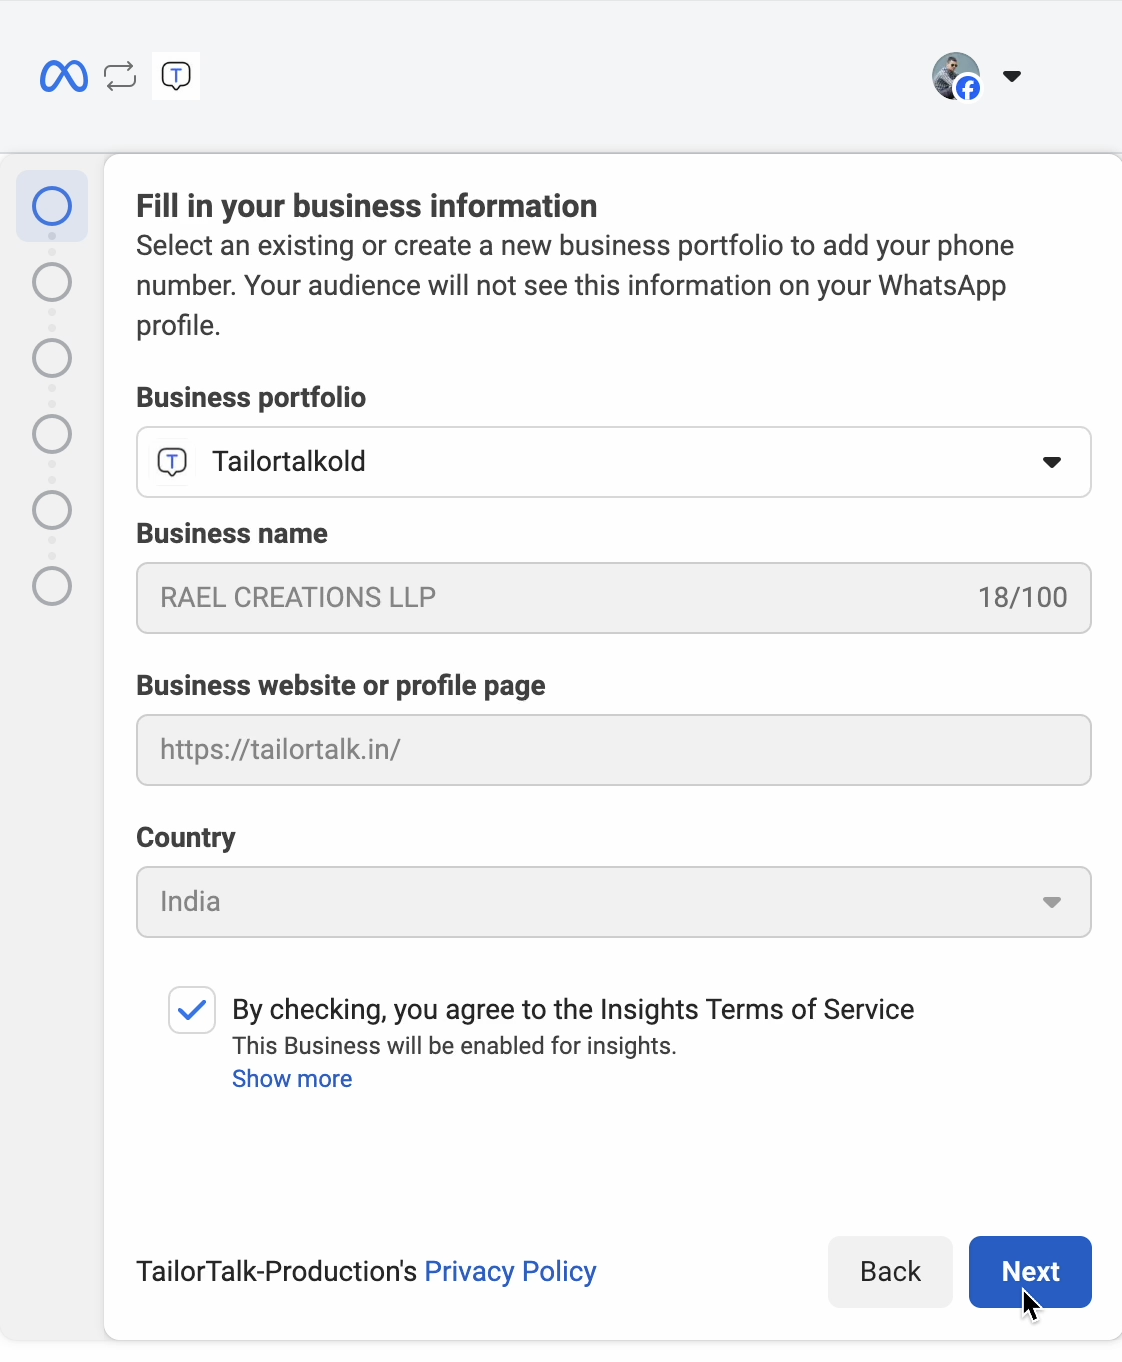 T
Fill in your business information
Select an existing or create a new business portfolio to add your phone
number. Your audience will not see this information on your WhatsApp
profile.
Business portfolio
T Tailortalkold
Business name
RAEL CREATIONS LLP 18/100
Business website or profile page
https://tailortalk.in/
Country
India
By checking, you agree to the Insights Terms of Service
This Business will be enabled for insights.
Show more
TailorTalk-Production's Privacy Policy
Back
Next